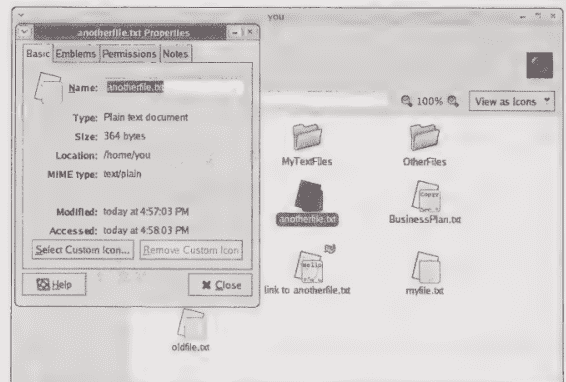 you
anotherfile.txt Properties
Basic Emblems Permissions Notes
Name: anotherfile.txt
Type: Plain text document
Size: 364 bytes
Location: /home/you
MIME type: text/plain
Modified: today at 4:57:03 PM
Accessed: today at 4:58:03 PM
Select Custom Icon... Remove Custom Icon
Help Close
100% View as Icons
MyTextFiles OtherFiles
anotherfile.txt BusinessPlan.txt
link to anotherfile.txt myfile.txt
oldfile.txt